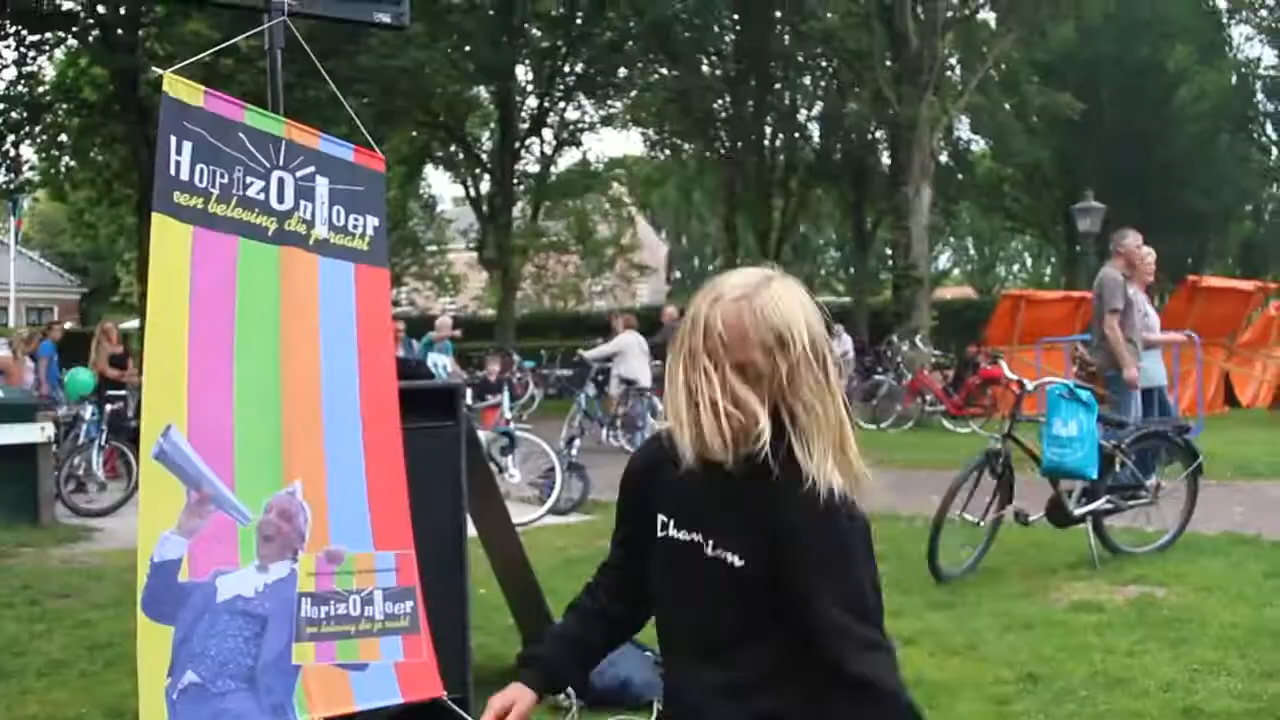 HorizOntoer
een beleving die je raakt
HorizOntoer
een beleving die je raakt
Champion